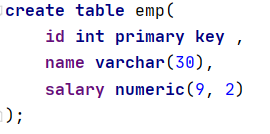 create table emp(
    id int primary key ,
    name varchar(30),
    salary numeric(9, 2)
);